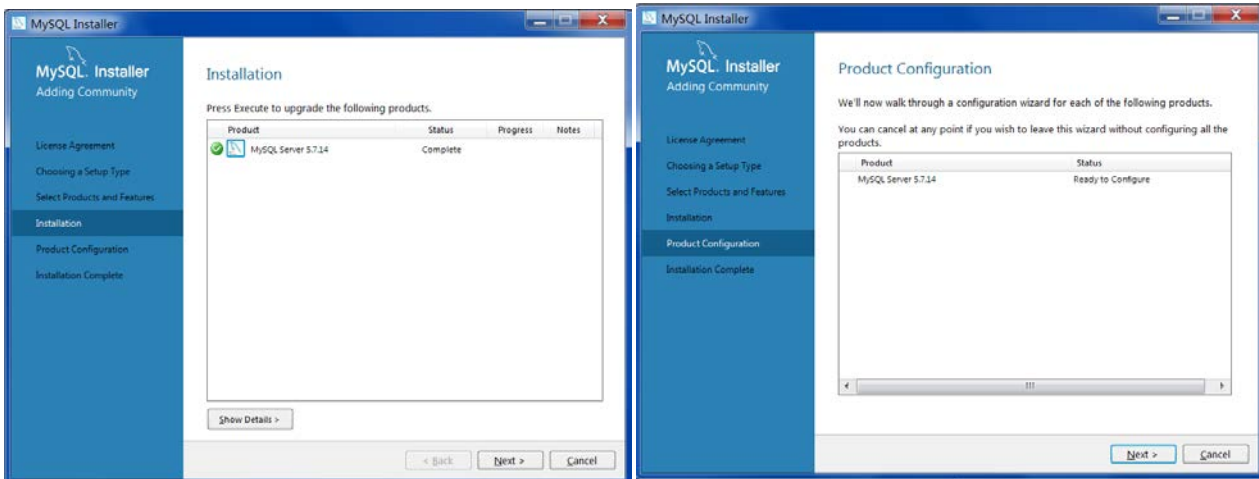 MySQL Installer
MySQL. Installer
Adding Community
License Agreement
Choosing a Setup Type
Select Products and Features
Installation
Product Configuration
Installation Complete
Installation
Press Execute to upgrade the following products.
Product Status Progress Notes
MySQL Server 5.7.14 Complete
Show Details >
< Back Next > Cancel
MySQL Installer
MySQL. Installer
Adding Community
License Agreement
Choosing a Setup Type
Select Products and Features
Installation
Product Configuration
Installation Complete
Product Configuration
We'll now walk through a configuration wizard for each of the following products.
You can cancel at any point if you wish to leave this wizard without configuring all the
products.
Product Status
MySQL Server 5.7.14 Ready to Configure
Next > Cancel